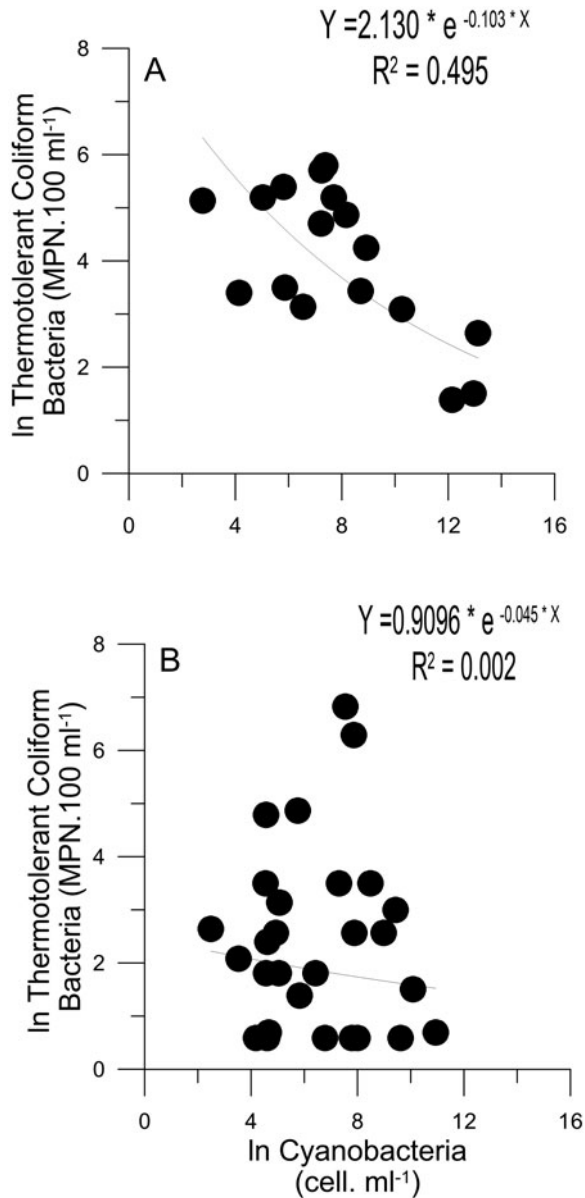 Y =2.130 * e -0.103 * X
R² = 0.495
A
8
6
4
2
0
0 4 8 12 16
ln Thermotolerant Coliform
Bacteria (MPN.100 ml⁻¹)
Y =0.9096 * e -0.045 * X
R² = 0.002
B
8
6
4
2
0
0 4 8 12 16
ln Thermotolerant Coliform
Bacteria (MPN.100 ml⁻¹)
ln Cyanobacteria
(cell. ml⁻¹)